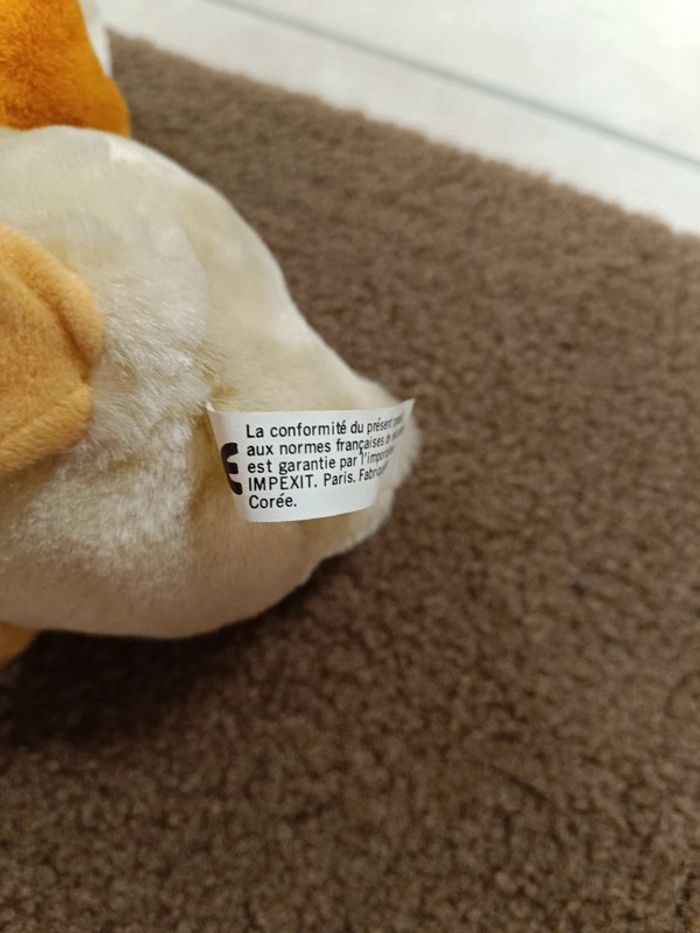 La conformité du présent
aux normes françaises
est garantie par
IMPEXIT. Paris.
Corée.